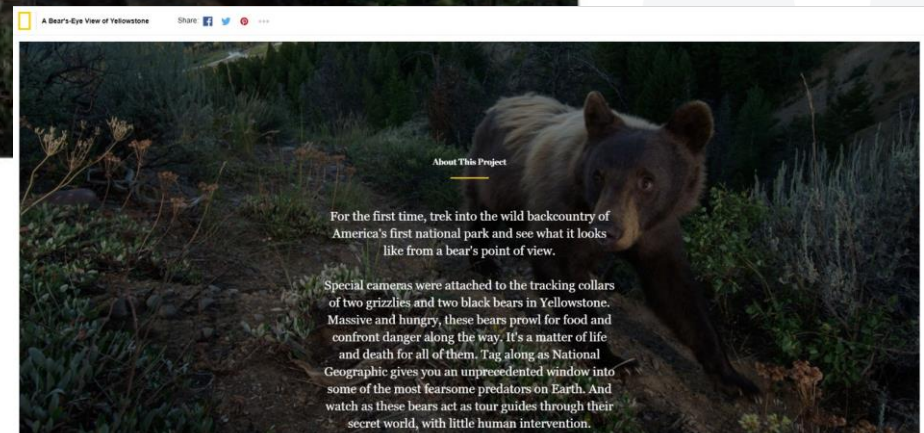 A Bear's-Eye View of Yellowstone
Share:
About This Project
For the first time, trek into the wild backcountry of
America's first national park and see what it looks
like from a bear's point of view.
Special cameras were attached to the tracking collars
of two grizzlies and two black bears in Yellowstone.
Massive and hungry, these bears prowl for food and
confront danger along the way. It's a matter of life
and death for all of them. Tag along as National
Geographic gives you an unprecedented window into
some of the most fearsome predators on Earth. And
watch as these bears act as tour guides through their
secret world, with little human intervention.